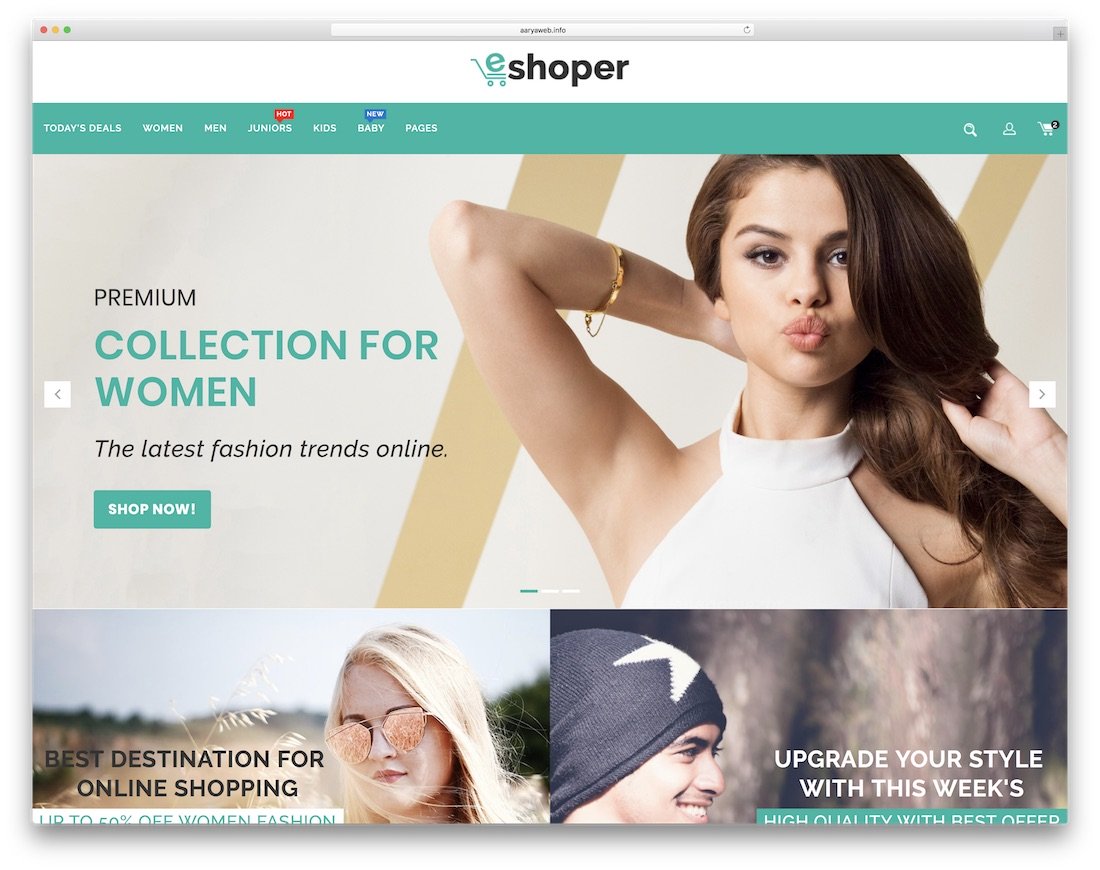 aaryaweb.info
eshoper
HOT
NEW
TODAY'S DEALS WOMEN MEN JUNIORS KIDS BABY PAGES
2
PREMIUM
COLLECTION FOR
WOMEN
The latest fashion trends online.
SHOP NOW!
BEST DESTINATION FOR
ONLINE SHOPPING
UP TO 50% OFF WOMEN FASHION
UPGRADE YOUR STYLE
WITH THIS WEEK'S
HIGH QUALITY WITH BEST OFFER